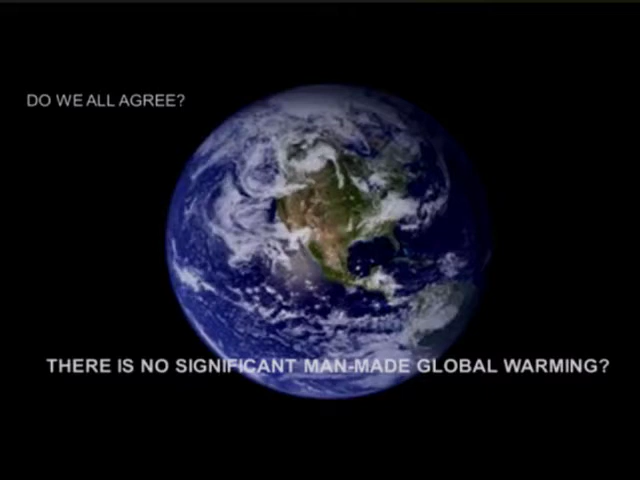 DO WE ALL AGREE?
THERE IS NO SIGNIFICANT MAN-MADE GLOBAL WARMING?